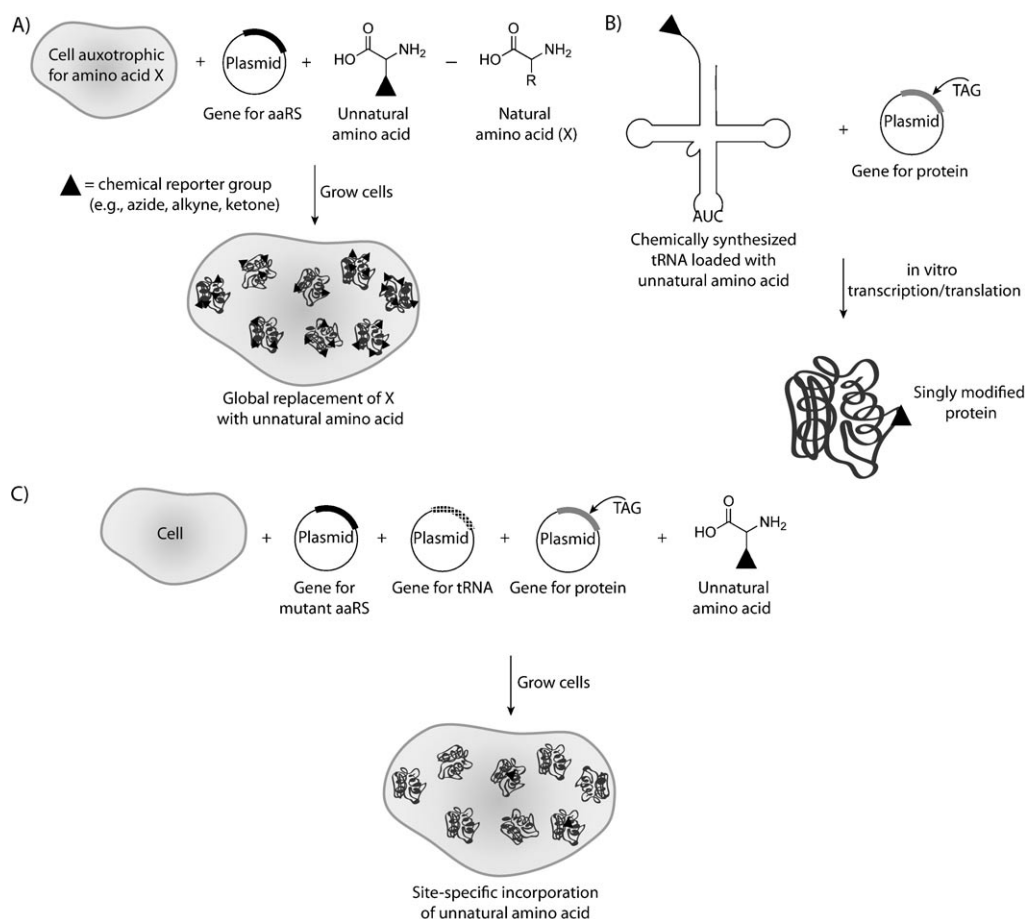 A)
Cell auxotrophic
for amino acid X
+
Plasmid
Gene for aaRS
+
O
HO
NH₂
Unnatural
amino acid
–
O
HO
NH₂
R
Natural
amino acid (X)
Grow cells
= chemical reporter group
(e.g., azide, alkyne, ketone)
Global replacement of X
with unnatural amino acid
B)
AUC
Chemically synthesized
tRNA loaded with
unnatural amino acid
+
TAG
Plasmid
Gene for protein
in vitro
transcription/translation
Singly modified
protein
C)
Cell
+
Plasmid
Gene for
mutant aaRS
+
Plasmid
Gene for tRNA
+
TAG
Plasmid
Gene for protein
+
O
HO
NH₂
Unnatural
amino acid
Grow cells
Site-specific incorporation
of unnatural amino acid